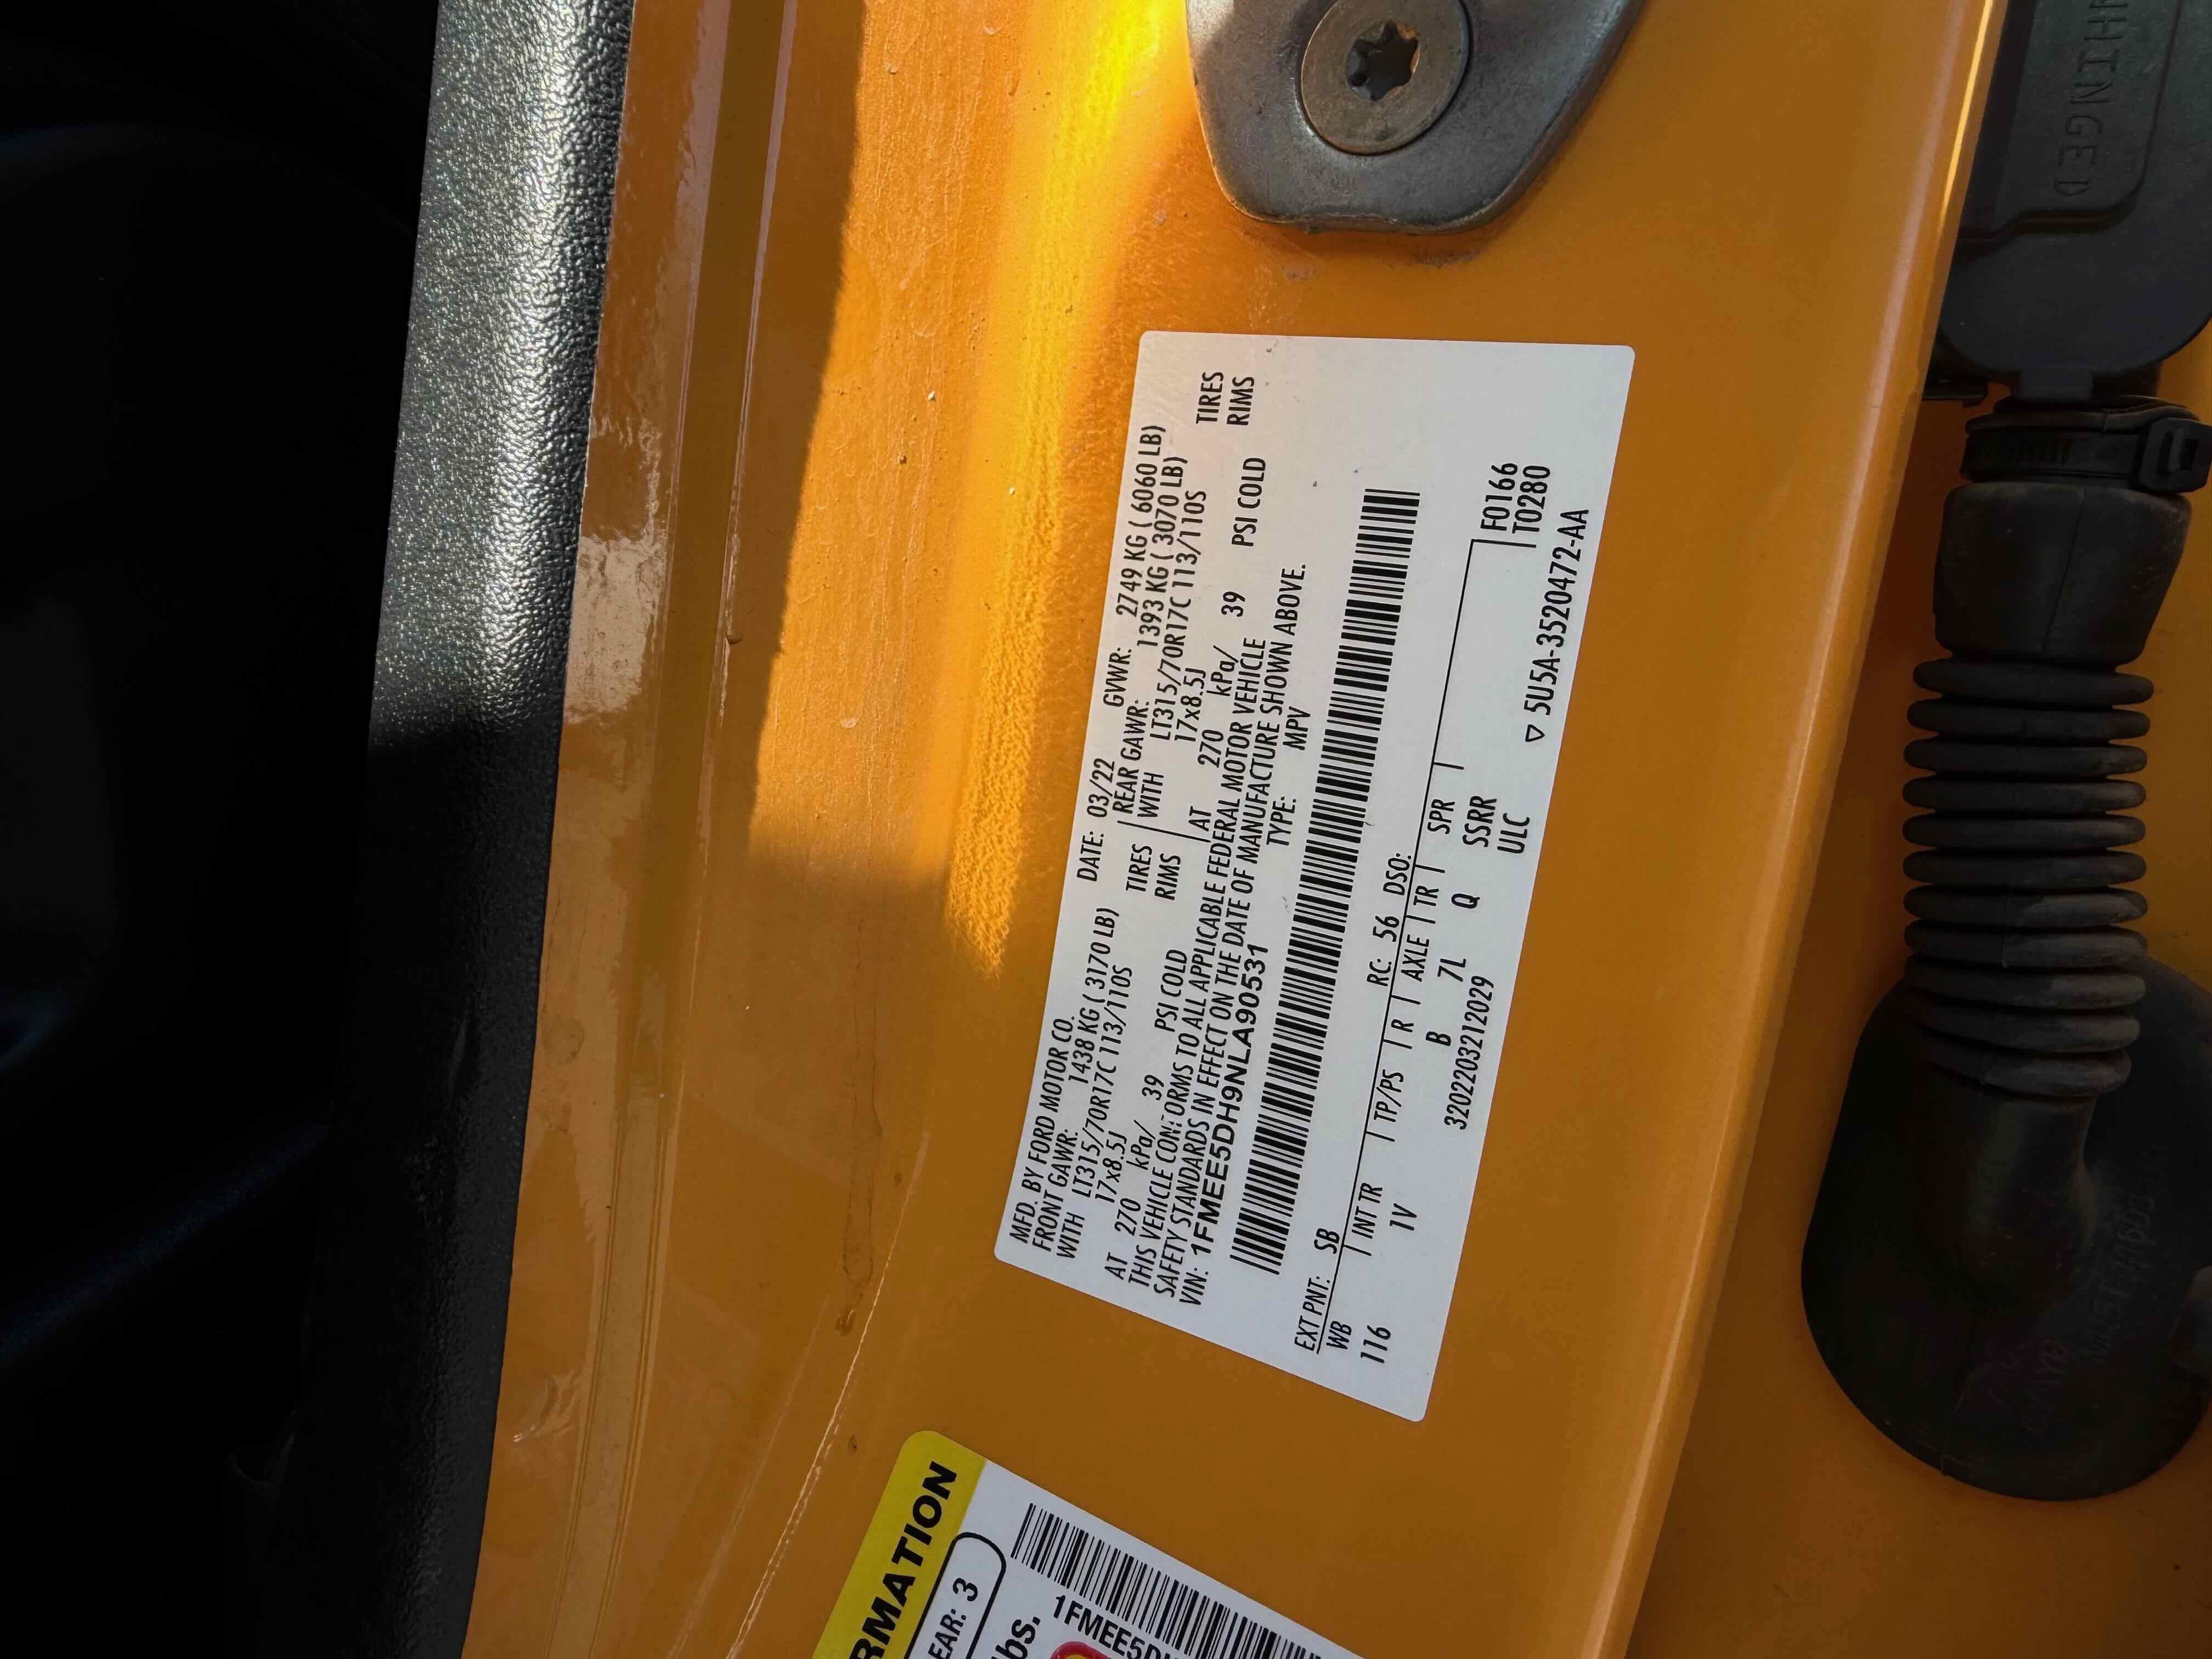 MFD. BY FORD MOTOR CO. DATE: 03/22 GVWR: 2749 KG ( 6060 LB)
FRONT GAWR: 1438 KG ( 3170 LB) REAR GAWR: 1393 KG ( 3070 LB)
WITH LT315/70R17C 113/110S TIRES WITH LT315/70R17C 113/110S TIRES
17x8.5J RIMS 17x8.5J RIMS
AT 270 kPa/ 39 PSI COLD AT 270 kPa/ 39 PSI COLD
THIS VEHICLE CONFORMS TO ALL APPLICABLE FEDERAL MOTOR VEHICLE
SAFETY STANDARDS IN EFFECT ON THE DATE OF MANUFACTURE SHOWN ABOVE.
VIN: 1FMEE5DH9NLA90531 TYPE: MPV
EXT PNT: SB RC: 56 DSO:
WB INT TR TP/PS R AXLE TR SPR F0166
116 1V B 7L Q SSRR T0280
3202203212029 ULC
▽ 5U5A-3520472-AA
RMATION
EAR: 3
lbs.
1FMEE5D
HINGED